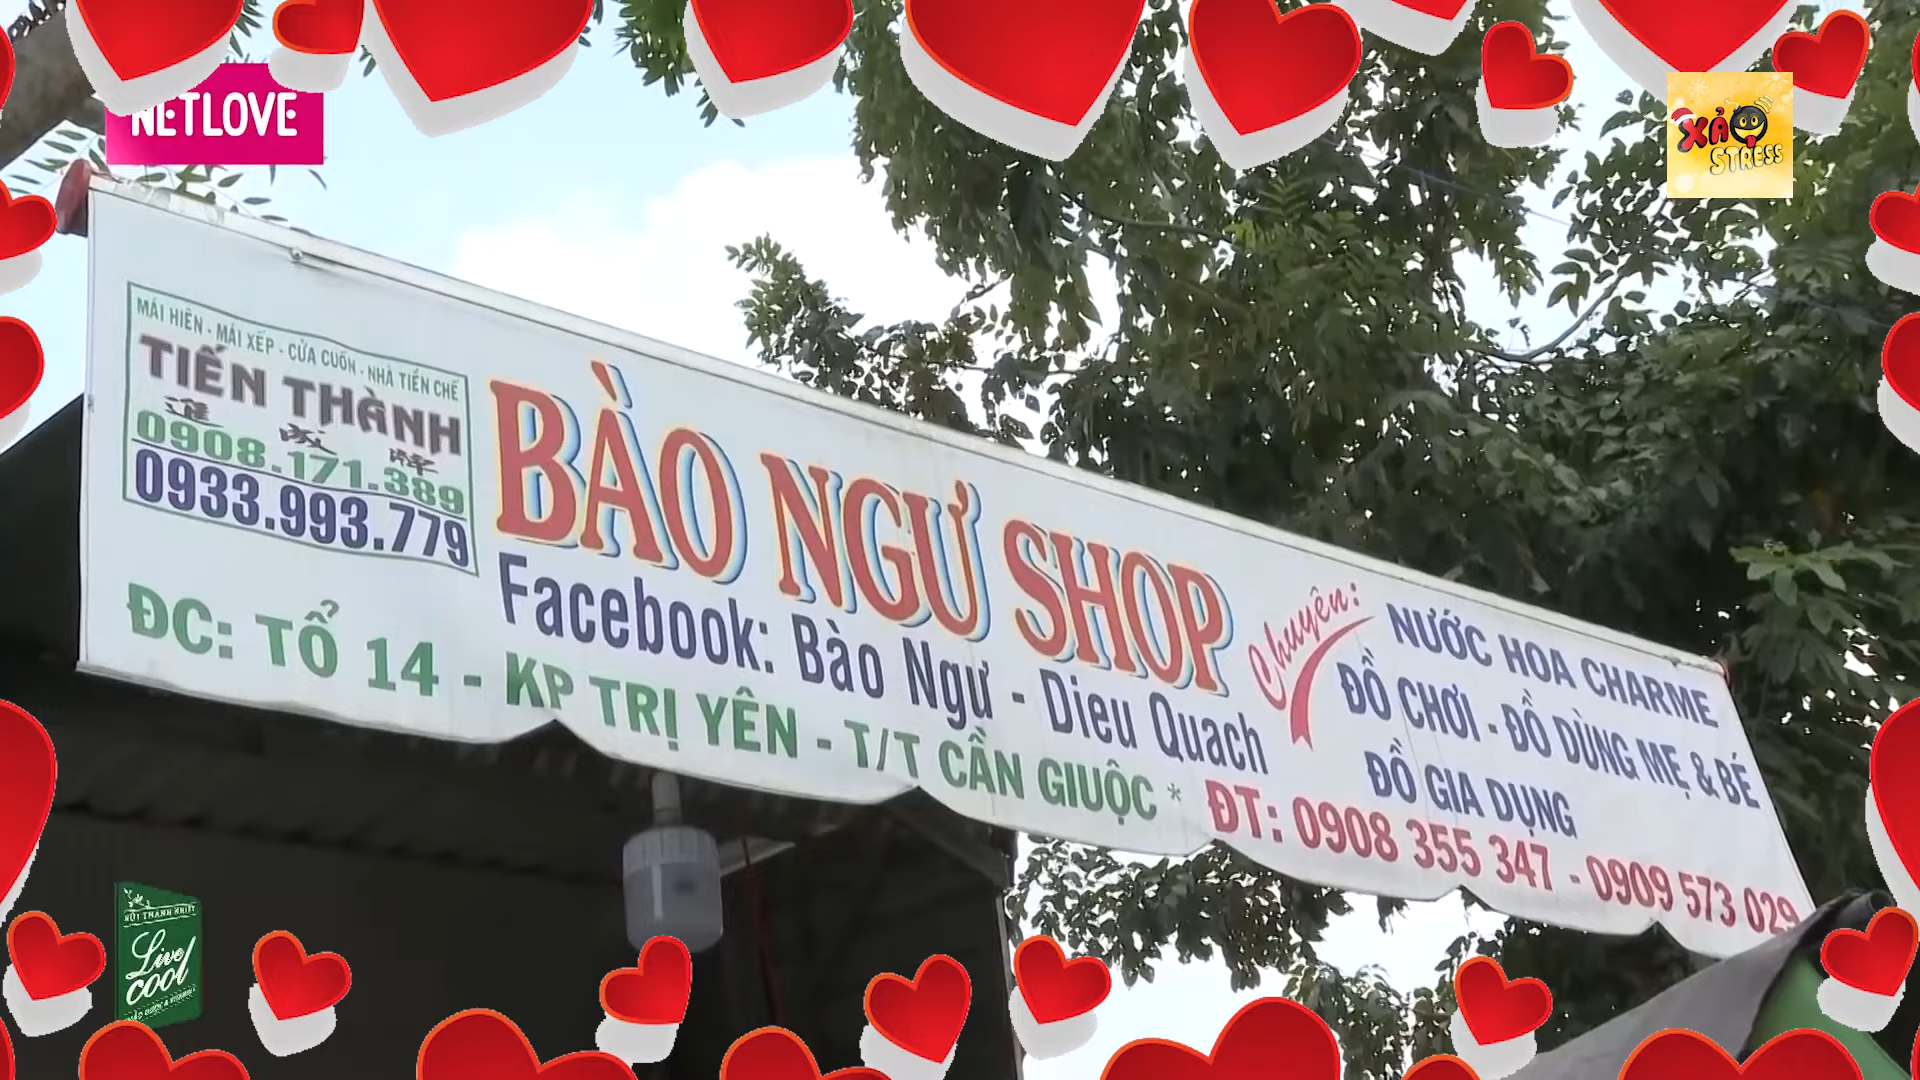 NETLOVE
XẢ
STRESS
MÁI HIÊN - MÁI XẾP - CỬA CUỐN - NHÀ TIỀN CHẾ
TIẾN THÀNH
進 成
0908.171.389
0933.993.779
BÀO NGƯ SHOP
Facebook: Bào Ngư - Dieu Quach
Chuyên:
NƯỚC HOA CHARME
ĐỒ CHƠI - ĐỒ DÙNG MẸ & BÉ
ĐỒ GIA DỤNG
ĐC: TỔ 14 - KP TRỊ YÊN - T/T CẦN GIUỘC * ĐT: 0908 355 347 - 0909 573 029
Live
cool